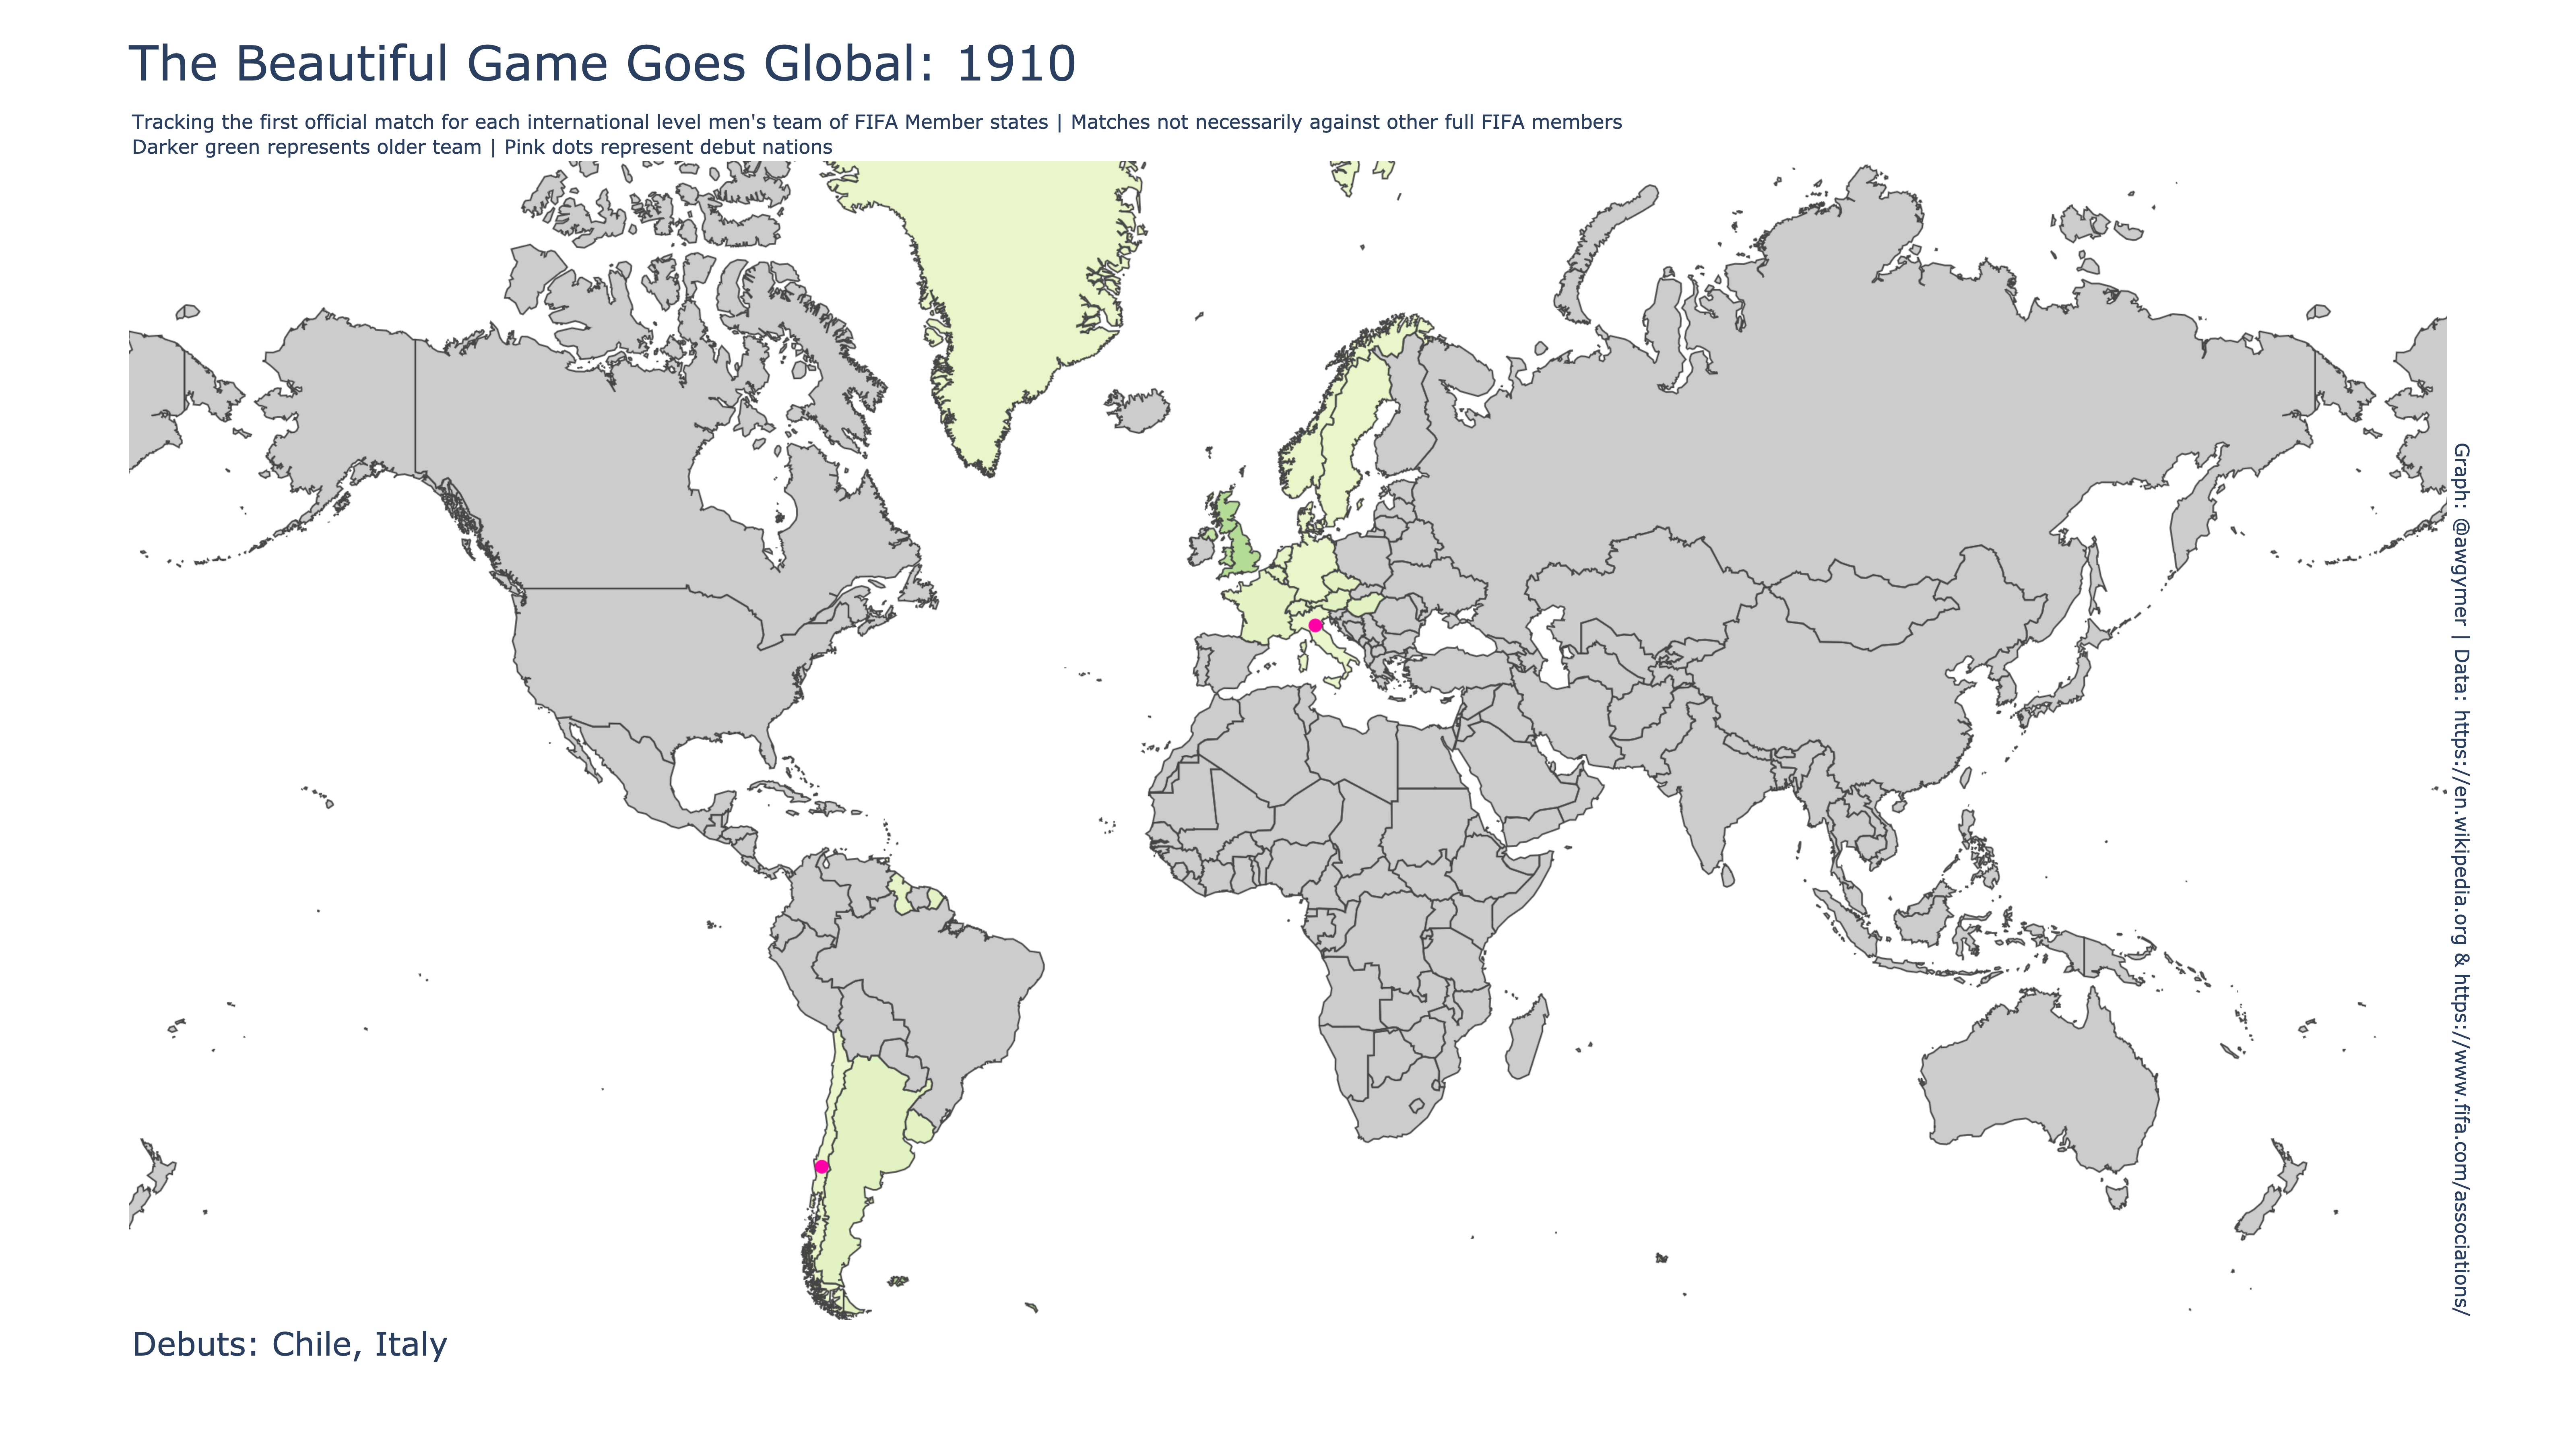 The Beautiful Game Goes Global: 1910
Tracking the first official match for each international level men's team of FIFA Member states | Matches not necessarily against other full FIFA members
Darker green represents older team | Pink dots represent debut nations
Graph: @awgymer | Data: https://en.wikipedia.org & https://www.fifa.com/associations/
Debuts: Chile, Italy